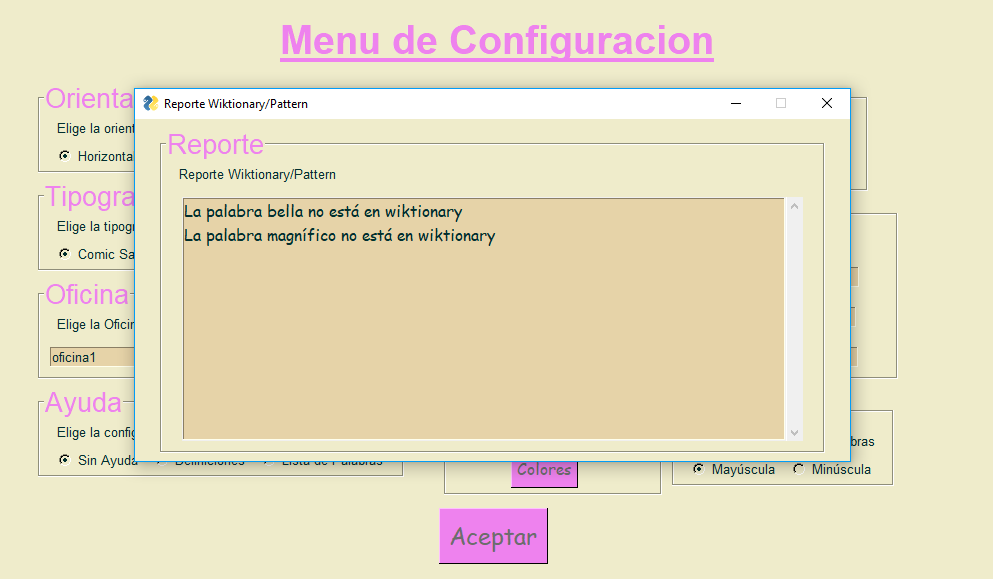 Menu de Configuracion
Orienta
Elige la orient
Horizonta
Tipogra
Elige la tipogr
Comic Sa
Oficina
Elige la Oficin
oficina1
Ayuda
Elige la config
Sin Ayuda
Definiciones
Lista de Palabras
Reporte Wiktionary/Pattern
Reporte
Reporte Wiktionary/Pattern
La palabra bella no está en wiktionary
La palabra magnífico no está en wiktionary
Colores
bras
Mayúscula Minúscula
Aceptar